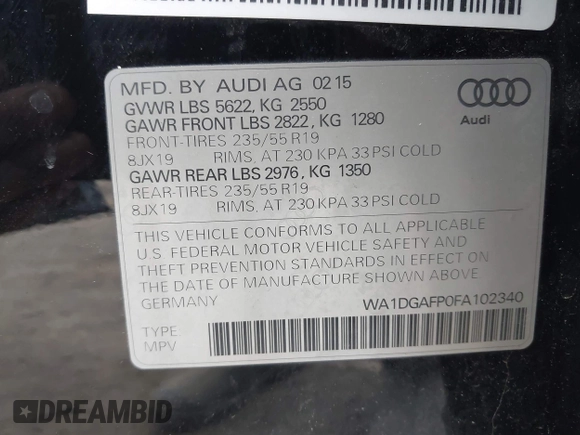 MFD. BY AUDI AG 02 15
GVWR LBS 5622, KG 2550
GAWR FRONT LBS 2822, KG 1280
FRONT-TIRES 235/55 R19
8JX19 RIMS, AT 230 KPA 33 PSI COLD
GAWR REAR LBS 2976, KG 1350
REAR-TIRES 235/55 R19
8JX19 RIMS, AT 230 KPA 33 PSI COLD
Audi
THIS VEHICLE CONFORMS TO ALL APPLICABLE
U.S. FEDERAL MOTOR VEHICLE SAFETY AND
THEFT PREVENTION STANDARDS IN EFFECT ON
THE DATE OF MANUFACTURE SHOWN ABOVE.
GERMANY
WA1DGAFP0FA102340
TYPE:
MPV
DREAMBID